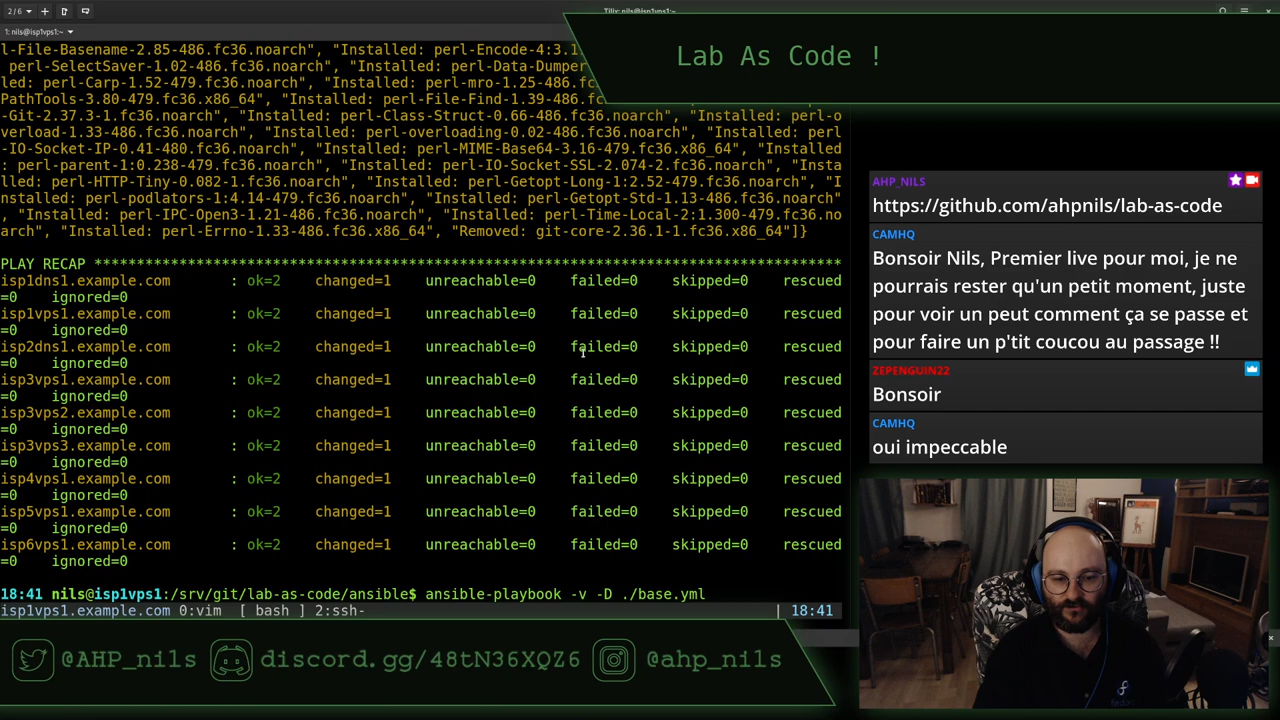 2/6
Tilix: nils@isp1vps1:~
1: nils@isp1vps1:~
Lab As Code !
l-File-Basename-2.85-486.fc36.noarch", "Installed: perl-Encode-4:3.1
perl-SelectSaver-1.02-486.fc36.noarch", "Installed: perl-Data-Dumper
led: perl-Carp-1.52-479.fc36.noarch", "Installed: perl-mro-1.25-486.fc
PathTools-3.80-479.fc36.x86_64", "Installed: perl-File-Find-1.39-486.fc
-Git-2.37.3-1.fc36.noarch", "Installed: perl-Class-Struct-0.66-486.fc36.noarch", "Installed: perl-o
verload-1.33-486.fc36.noarch", "Installed: perl-overloading-0.02-486.fc36.noarch", "Installed: perl
-IO-Socket-IP-0.41-480.fc36.noarch", "Installed: perl-MIME-Base64-3.16-479.fc36.x86_64", "Installed
: perl-parent-1:0.238-479.fc36.noarch", "Installed: perl-IO-Socket-SSL-2.074-2.fc36.noarch", "Insta
lled: perl-HTTP-Tiny-0.082-1.fc36.noarch", "Installed: perl-Getopt-Long-1:2.52-479.fc36.noarch", "I
nstalled: perl-podlators-1:4.14-479.fc36.noarch", "Installed: perl-Getopt-Std-1.13-486.fc36.noarch"
, "Installed: perl-IPC-Open3-1.21-486.fc36.noarch", "Installed: perl-Time-Local-2:1.300-479.fc36.no
arch", "Installed: perl-Errno-1.33-486.fc36.x86_64", "Removed: git-core-2.36.1-1.fc36.x86_64"]}
PLAY RECAP *****************************************************************************************
isp1dns1.example.com : ok=2 changed=1 unreachable=0 failed=0 skipped=0 rescued
=0 ignored=0
isp1vps1.example.com : ok=2 changed=1 unreachable=0 failed=0 skipped=0 rescued
=0 ignored=0
isp2dns1.example.com : ok=2 changed=1 unreachable=0 failed=0 skipped=0 rescued
=0 ignored=0
isp3vps1.example.com : ok=2 changed=1 unreachable=0 failed=0 skipped=0 rescued
=0 ignored=0
isp3vps2.example.com : ok=2 changed=1 unreachable=0 failed=0 skipped=0 rescued
=0 ignored=0
isp3vps3.example.com : ok=2 changed=1 unreachable=0 failed=0 skipped=0 rescued
=0 ignored=0
isp4vps1.example.com : ok=2 changed=1 unreachable=0 failed=0 skipped=0 rescued
=0 ignored=0
isp5vps1.example.com : ok=2 changed=1 unreachable=0 failed=0 skipped=0 rescued
=0 ignored=0
isp6vps1.example.com : ok=2 changed=1 unreachable=0 failed=0 skipped=0 rescued
=0 ignored=0
18:41 nils@isp1vps1:/srv/git/lab-as-code/ansible$ ansible-playbook -v -D ./base.yml
isp1vps1.example.com 0:vim [ bash ] 2:ssh- | 18:41
AHP_NILS
https://github.com/ahpnils/lab-as-code
CAMHQ
Bonsoir Nils, Premier live pour moi, je ne
pourrais rester qu'un petit moment, juste
pour voir un peut comment ça se passe et
pour faire un p'tit coucou au passage !!
ZEPENGUIN22
Bonsoir
CAMHQ
oui impeccable
@AHP_nils
discord.gg/48tN36XQZ6
@ahp_nils